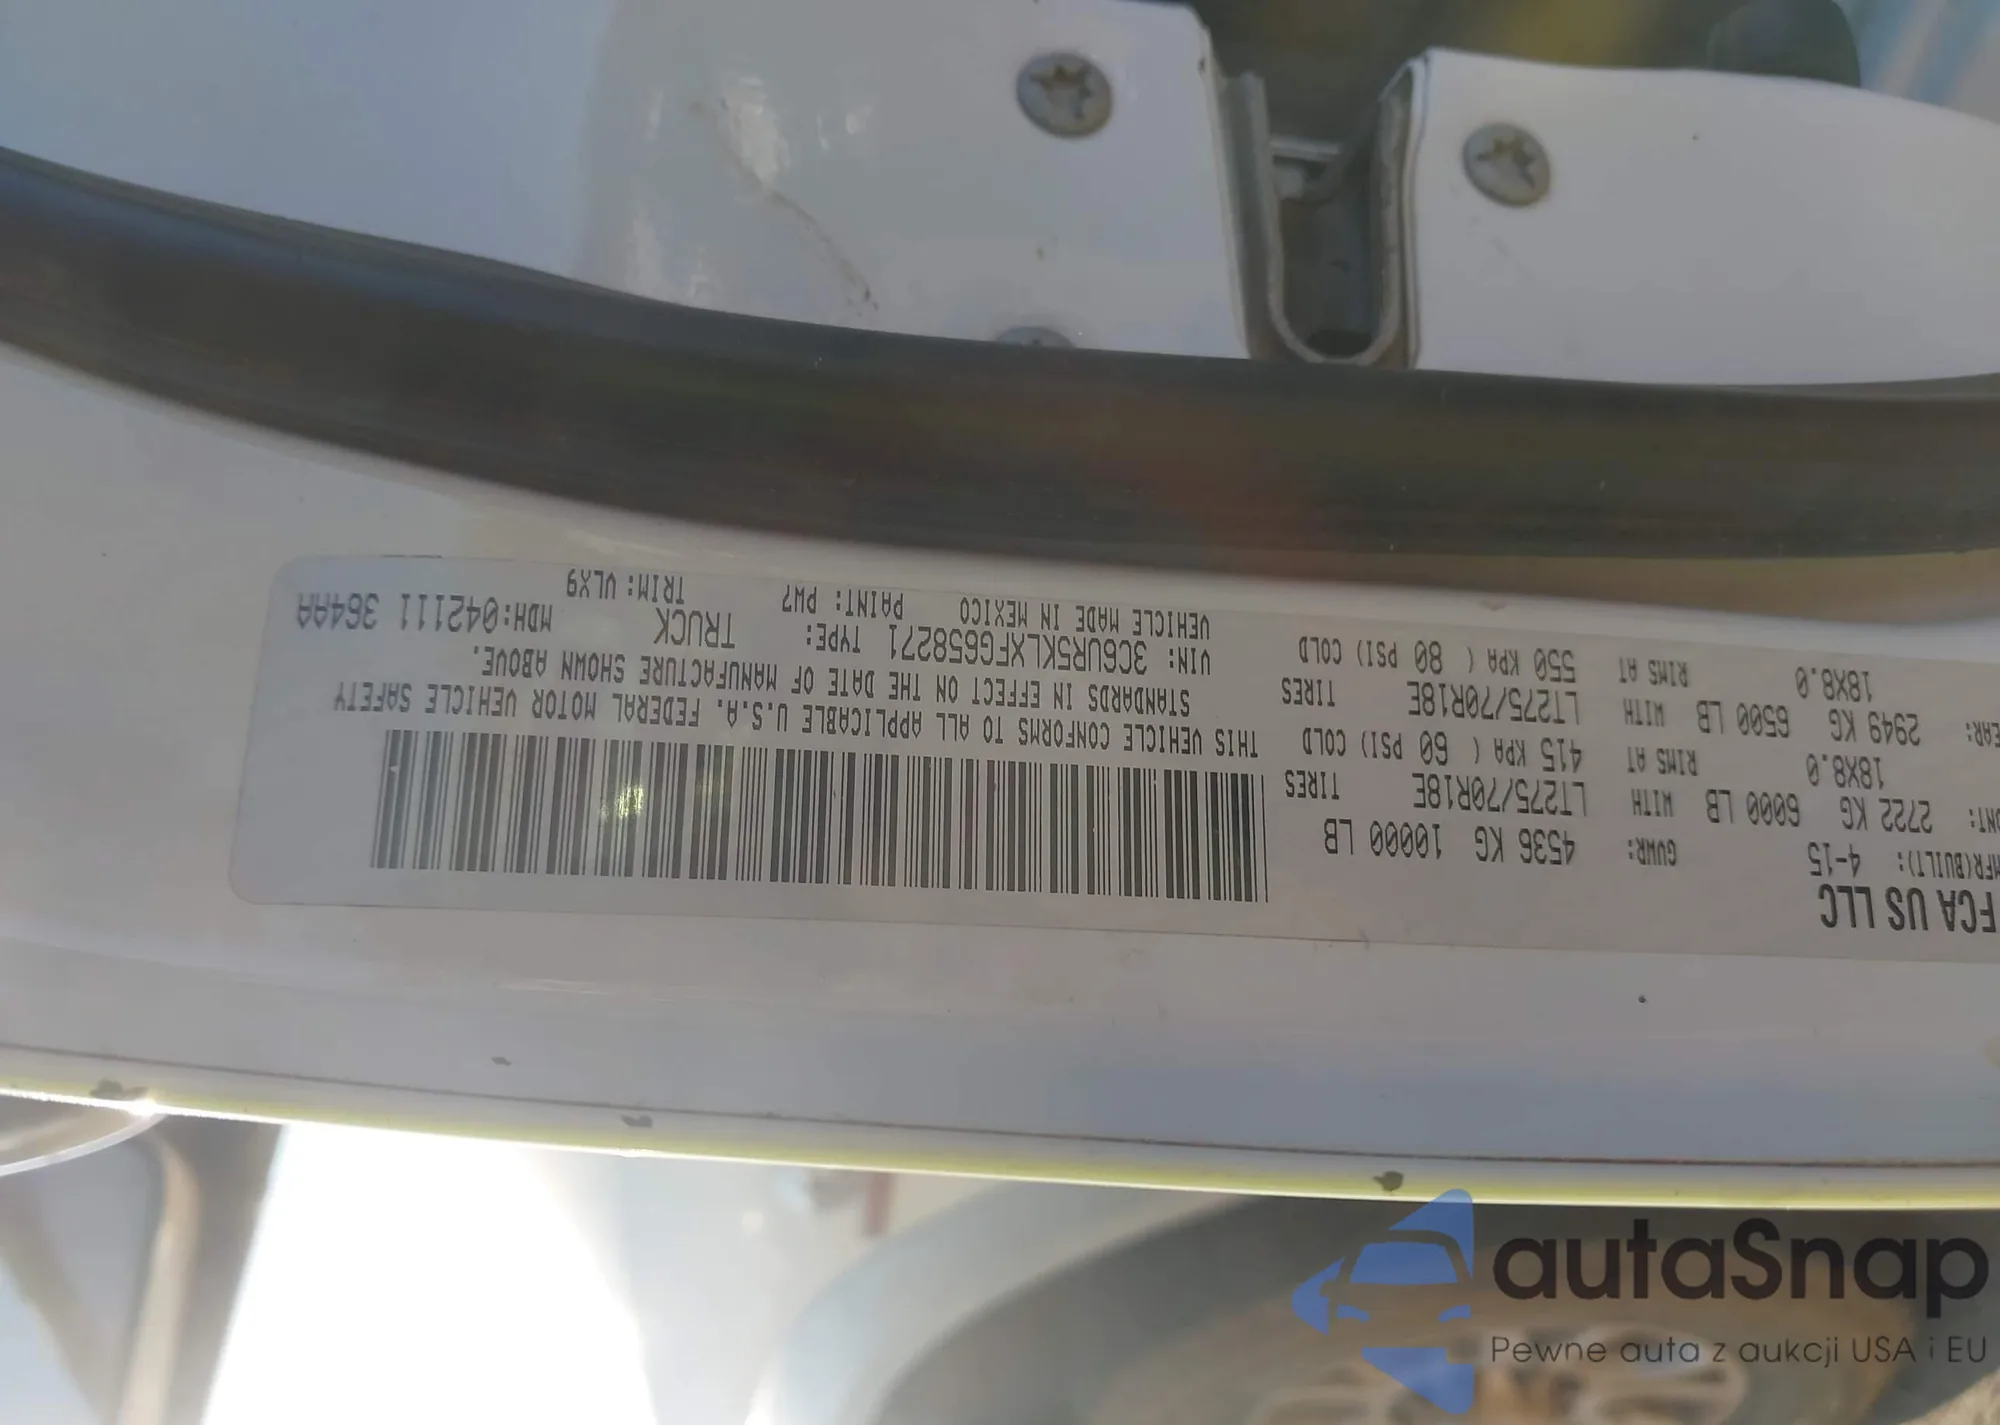 FCA US LLC
4-15 GVWR: 4536 KG 10000 LB
2722 KG 6000 LB WITH LT275/70R18E TIRES
18X8.0 RIMS AT 415 KPA ( 60 PSI) COLD
2949 KG 6500 LB WITH LT275/70R18E TIRES
18X8.0 RIMS AT 550 KPA ( 80 PSI) COLD
THIS VEHICLE CONFORMS TO ALL APPLICABLE U.S.A. FEDERAL MOTOR VEHICLE SAFETY
STANDARDS IN EFFECT ON THE DATE OF MANUFACTURE SHOWN ABOVE.
VIN: 3C6UR5KLXFG658271 TYPE: TRUCK MDH:042111 364AA
VEHICLE MADE IN MEXICO PAINT: PW7 TRIM: VLX9
autaSnap
Pewne auta z aukcji USA i EU